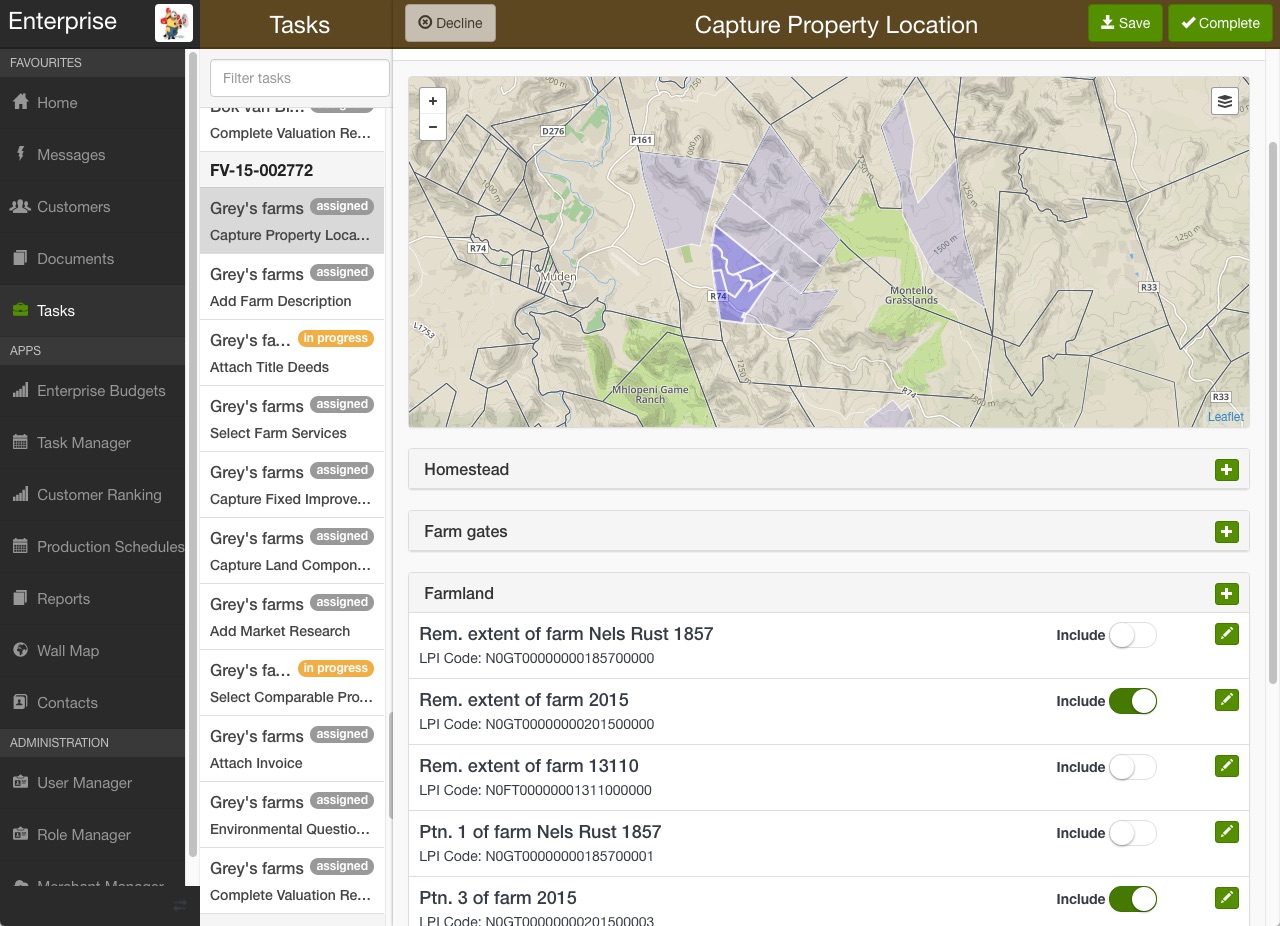 Enterprise
FAVOURITES
Home
Messages
Customers
Documents
Tasks
APPS
Enterprise Budgets
Task Manager
Customer Ranking
Production Schedules
Reports
Wall Map
Contacts
ADMINISTRATION
User Manager
Role Manager
Merchant Manager
Tasks
Filter tasks
Complete Valuation Re...
FV-15-002772
Grey's farms assigned
Capture Property Loca...
Grey's farms assigned
Add Farm Description
Grey's fa... in progress
Attach Title Deeds
Grey's farms assigned
Select Farm Services
Grey's farms assigned
Capture Fixed Improve...
Grey's farms assigned
Capture Land Compon...
Grey's farms assigned
Add Market Research
Grey's fa... in progress
Select Comparable Pro...
Grey's farms assigned
Attach Invoice
Grey's farms assigned
Environmental Questio...
Grey's farms assigned
Complete Valuation Re...
Decline
Capture Property Location
Save
Complete
+
−
D276
P161
1000 m
1250 m
1250 m
1250 m
1000 m
1250 m
1500 m
R74
Muden
R74
Montello
Grasslands
R33
L1753
Mhlopeni Game
Ranch
1250 m
R74
1500 m
R33
Leaflet
Homestead
Farm gates
Farmland
Rem. extent of farm Nels Rust 1857
LPI Code: N0GT00000000185700000
Include
Rem. extent of farm 2015
LPI Code: N0GT00000000201500000
Include
Rem. extent of farm 13110
LPI Code: N0FT00000001311000000
Include
Ptn. 1 of farm Nels Rust 1857
LPI Code: N0GT00000000185700001
Include
Ptn. 3 of farm 2015
LPI Code: N0GT00000000201500003
Include